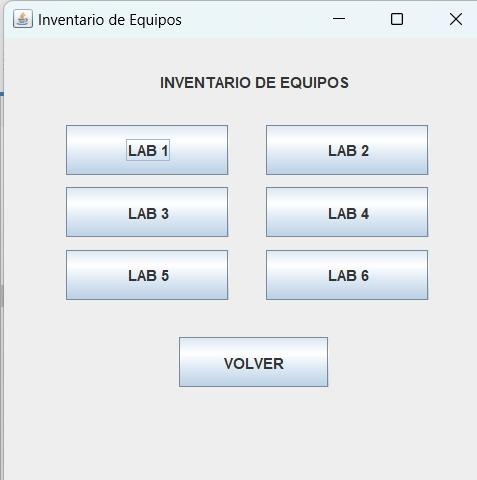 Inventario de Equipos
INVENTARIO DE EQUIPOS
LAB 1 LAB 2
LAB 3 LAB 4
LAB 5 LAB 6
VOLVER